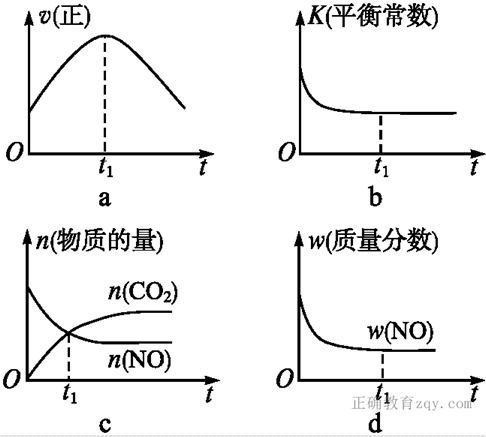 v(正)
O
t₁
t
a
K(平衡常数)
O
t₁
t
b
n(物质的量)
n(CO₂)
n(NO)
O
t₁
t
c
w(质量分数)
w(NO)
O
t₁
t
正确教育zqy.com
d